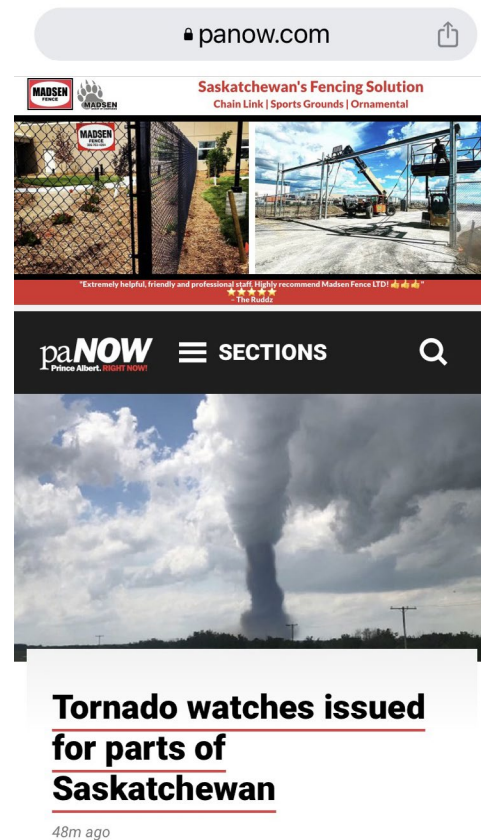 panow.com
MADSEN
FENCE
MADSEN
Saskatchewan's Fencing Solution
Chain Link | Sports Grounds | Ornamental
MADSEN
FENCE
"Extremely helpful, friendly and professional staff, Highly recommend Madsen Fence LTD! 👍👍👍"
⭐⭐⭐⭐⭐
– The Ruddz
paNOW
Prince Albert. RIGHT NOW!
SECTIONS
Tornado watches issued
for parts of
Saskatchewan
48m ago